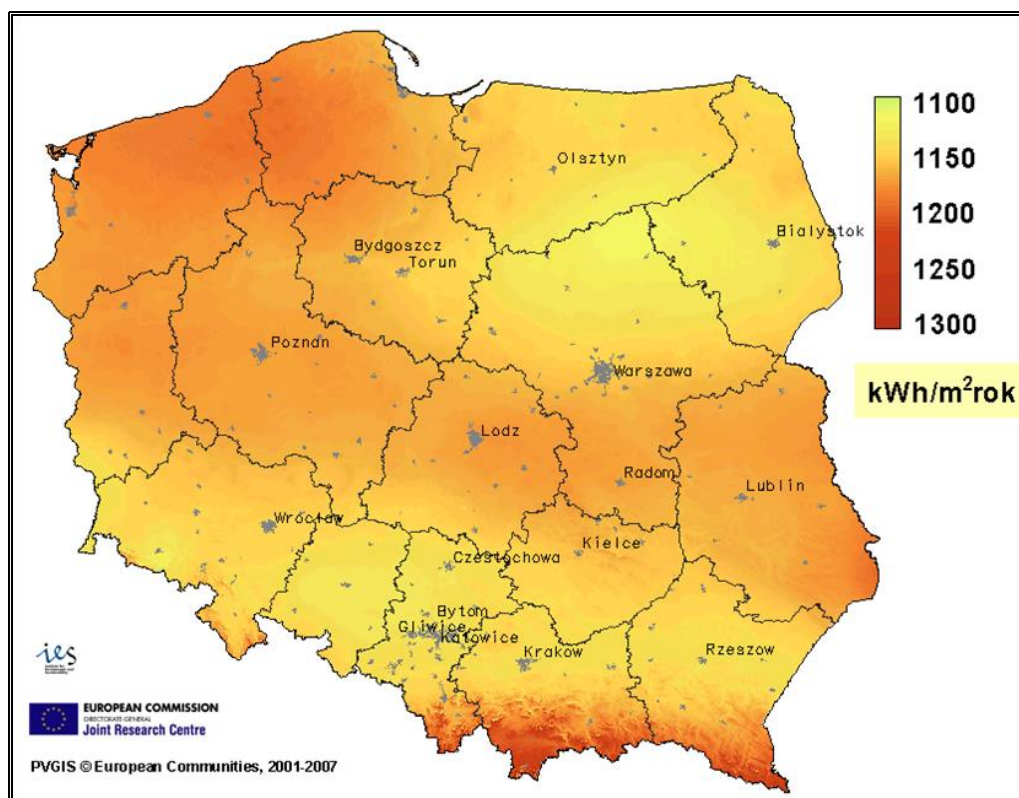 Olsztyn
Bialystok
Bydgoszcz
Torun
Poznan
Warszawa
Lodz
Radom
Lublin
Wrocław
Kielce
Czestochowa
Bytom
Gliwice
Katowice
Krakow
Rzeszow
1100
1150
1200
1250
1300
kWh/m²rok
ies
EUROPEAN COMMISSION
DIRECTORATE-GENERAL
Joint Research Centre
PVGIS © European Communities, 2001-2007